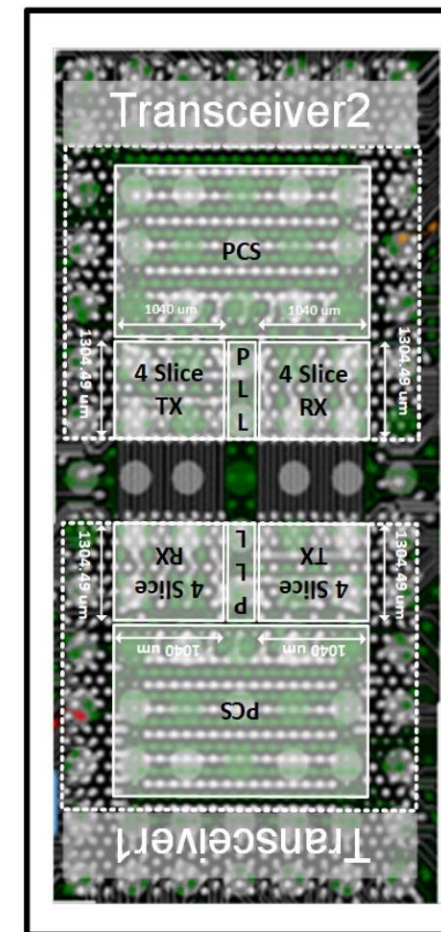 Transceiver2
PCS
1040 um
1040 um
1304.49 um
4 Slice
TX
P
L
L
4 Slice
RX
1304.49 um
1304.49 um
4 Slice
RX
P
L
L
4 Slice
TX
1304.49 um
1040 um
1040 um
PCS
Transceiver1